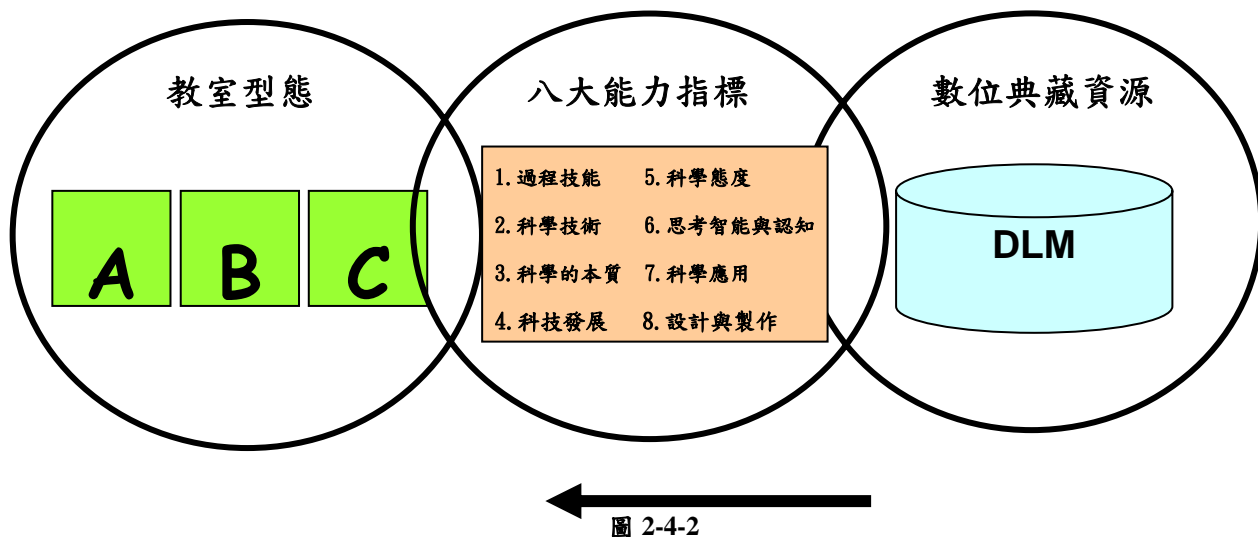 教室型態
八大能力指標
數位典藏資源
A B C
1.過程技能 5.科學態度
2.科學技術 6.思考智能與認知
3.科學的本質 7.科學應用
4.科技發展 8.設計與製作
DLM
圖 2-4-2